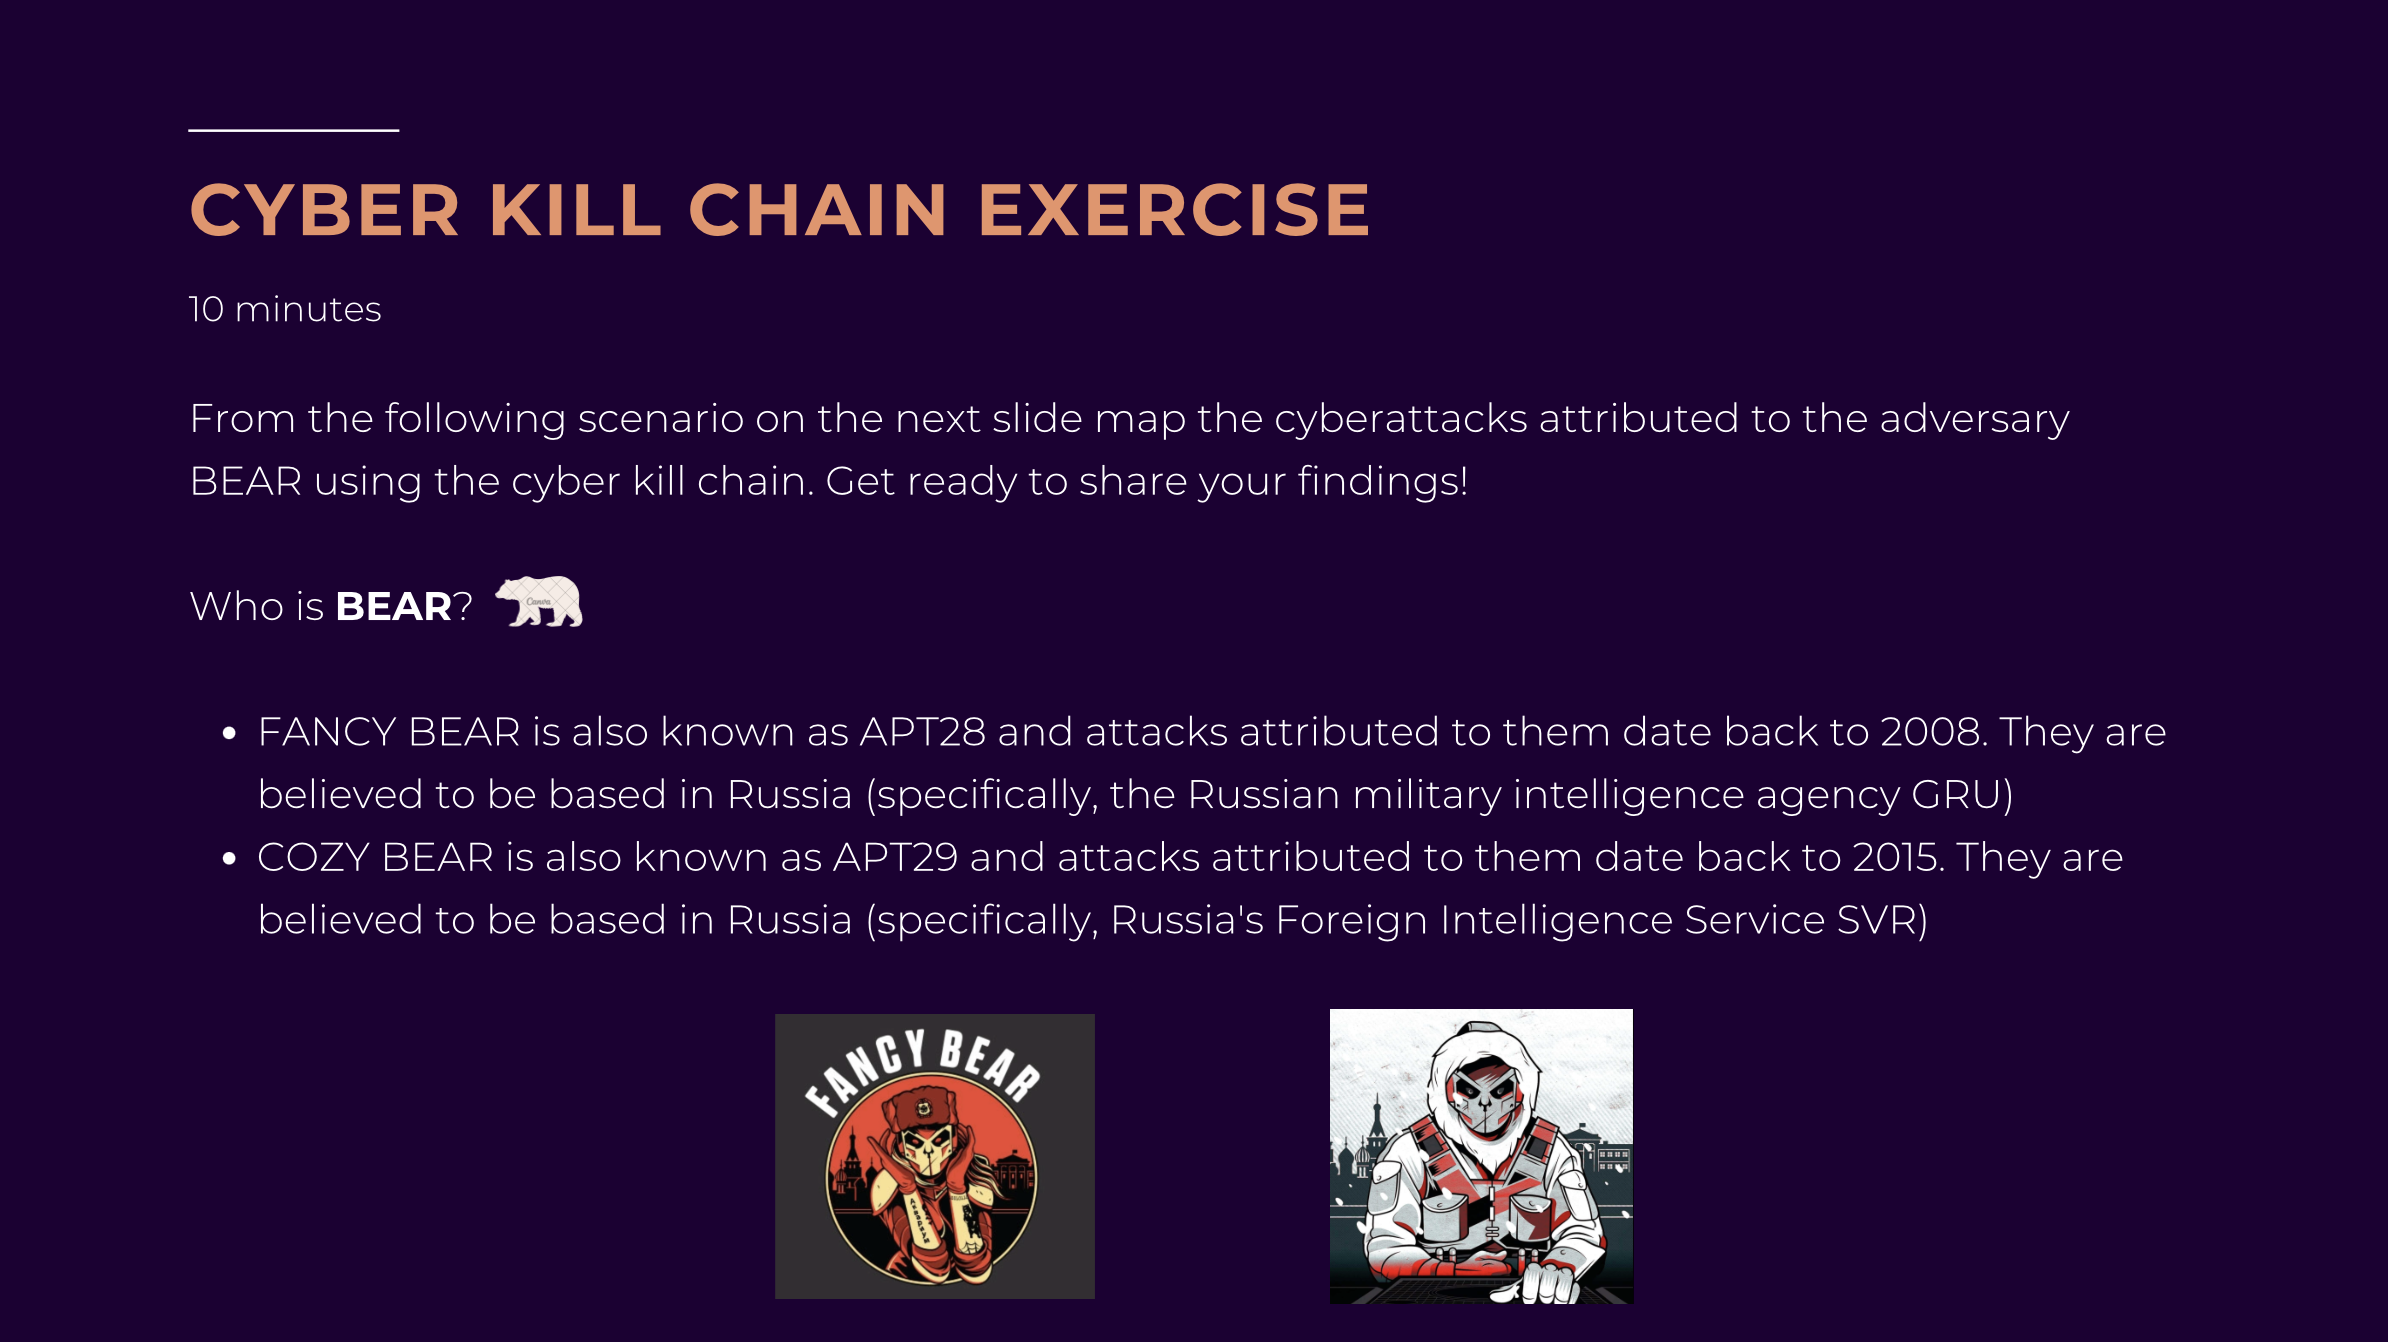 CYBER KILL CHAIN EXERCISE
10 minutes
From the following scenario on the next slide map the cyberattacks attributed to the adversary
BEAR using the cyber kill chain. Get ready to share your findings!
Who is BEAR?
Canva
• FANCY BEAR is also known as APT28 and attacks attributed to them date back to 2008. They are
believed to be based in Russia (specifically, the Russian military intelligence agency GRU)
• COZY BEAR is also known as APT29 and attacks attributed to them date back to 2015. They are
believed to be based in Russia (specifically, Russia's Foreign Intelligence Service SVR)
FANCY BEAR